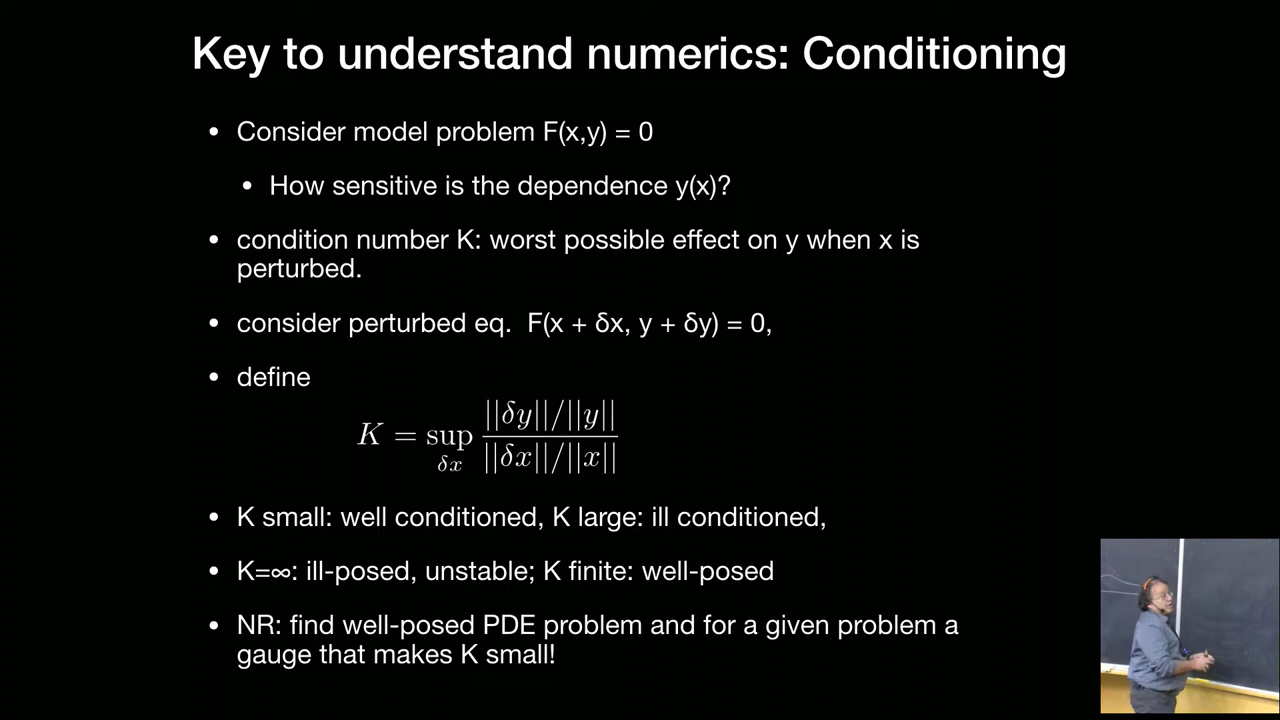 Key to understand numerics: Conditioning
• Consider model problem F(x,y) = 0
• How sensitive is the dependence y(x)?
• condition number K: worst possible effect on y when x is
perturbed.
• consider perturbed eq.  F(x + δx, y + δy) = 0,
• define
K = sup_{δx} \frac{||δy||/||y||}{||δx||/||x||}
• K small: well conditioned, K large: ill conditioned,
• K=∞: ill-posed, unstable; K finite: well-posed
• NR: find well-posed PDE problem and for a given problem a
gauge that makes K small!